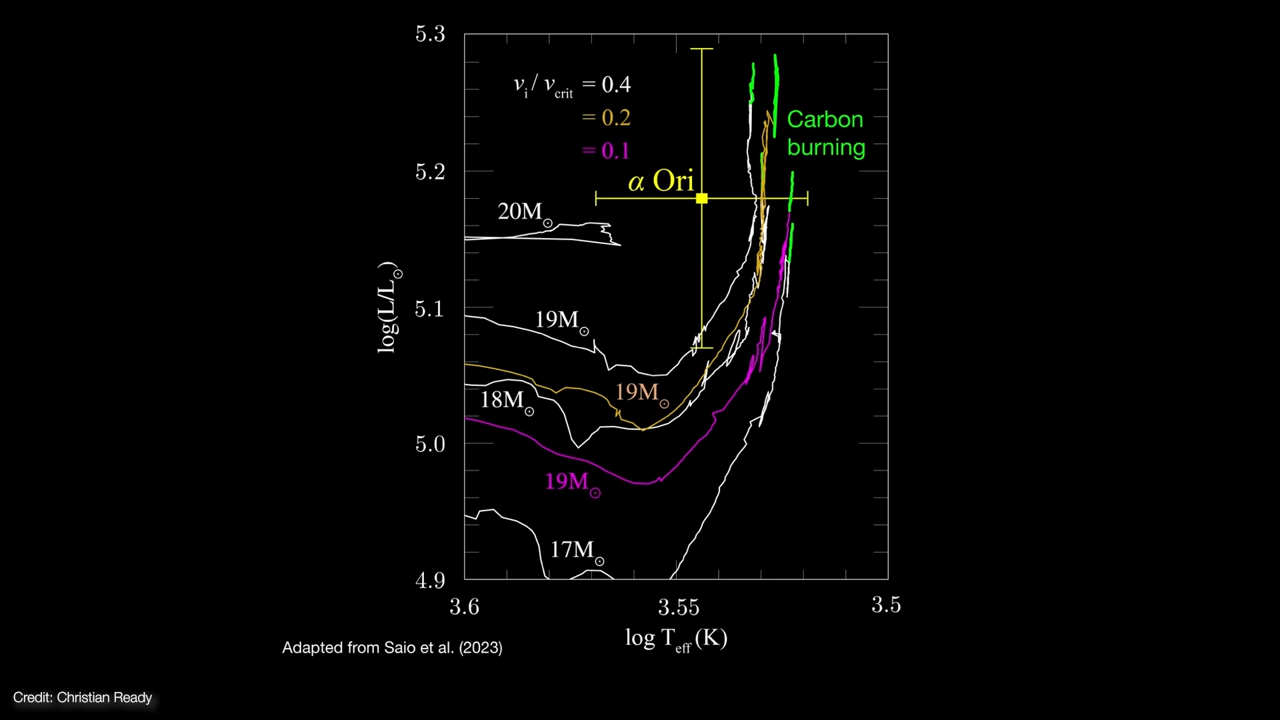 5.3
v_i / v_crit = 0.4
= 0.2
= 0.1
Carbon
burning
5.2
α Ori
20M☉
log(L/L☉)
5.1
19M☉
19M☉
18M☉
5.0
19M☉
17M☉
4.9
3.6
3.55
3.5
log T_eff (K)
Adapted from Saio et al. (2023)
Credit: Christian Ready